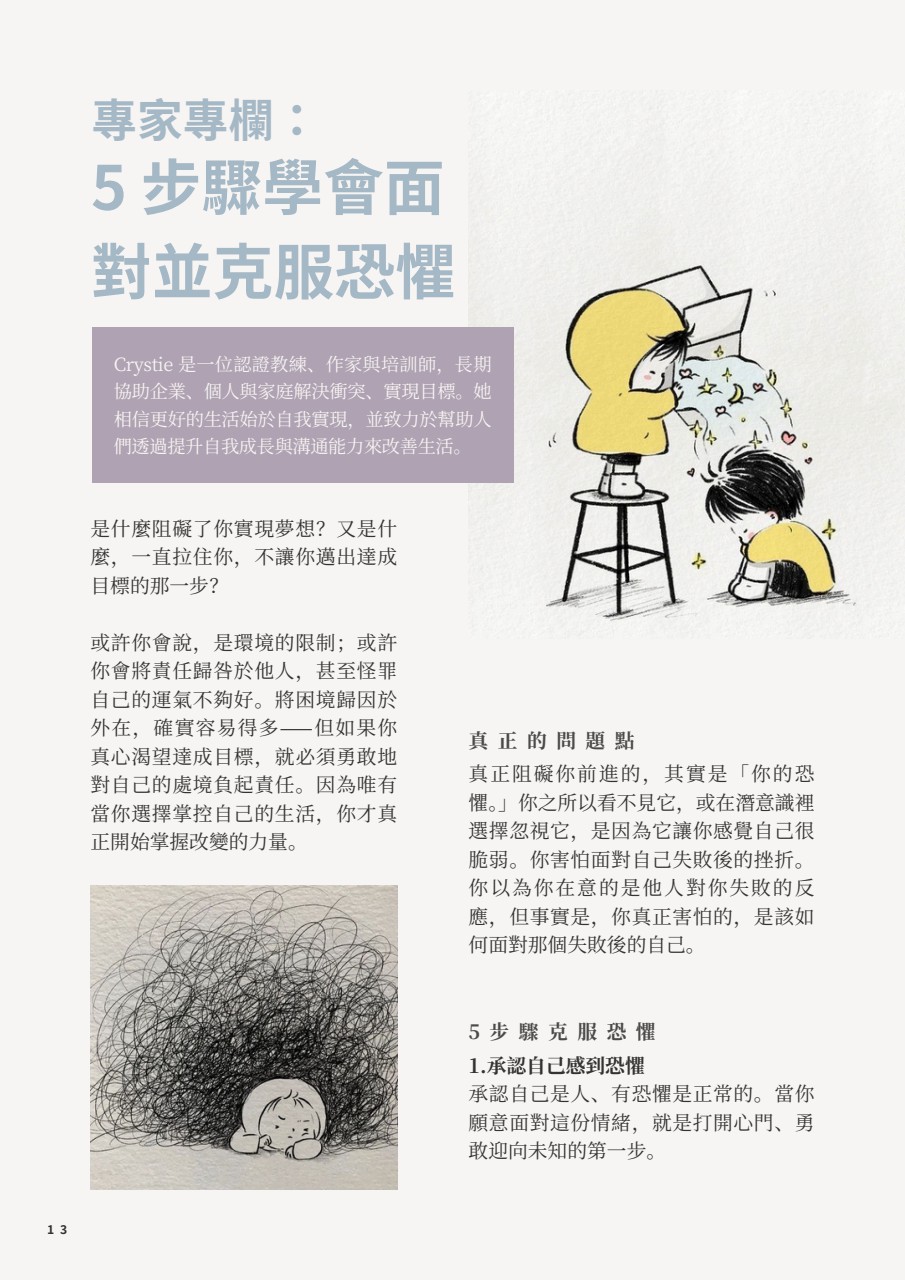 專家專欄：
5 步驟學會面
對並克服恐懼
Crystie 是一位認證教練、作家與培訓師，長期
協助企業、個人與家庭解決衝突、實現目標。她
相信更好的生活始於自我實現，並致力於幫助人
們透過提升自我成長與溝通能力來改善生活。
是什麼阻礙了你實現夢想？又是什
麼，一直拉住你，不讓你邁出達成
目標的那一步？
或許你會說，是環境的限制；或許
你會將責任歸咎於他人，甚至怪罪
自己的運氣不夠好。將困境歸因於
外在，確實容易得多——但如果你
真心渴望達成目標，就必須勇敢地
對自己的處境負起責任。因為唯有
當你選擇掌控自己的生活，你才真
正開始掌握改變的力量。
真正的問題點
真正阻礙你前進的，其實是「你的恐
懼。」你之所以看不見它，或在潛意識裡
選擇忽視它，是因為它讓你感覺自己很
脆弱。你害怕面對自己失敗後的挫折。
你以為你在意的是他人對你失敗的反
應，但事實是，你真正害怕的，是該如
何面對那個失敗後的自己。
5步驟克服恐懼
1.承認自己感到恐懼
承認自己是人、有恐懼是正常的。當你
願意面對這份情緒，就是打開心門、勇
敢迎向未知的第一步。
13